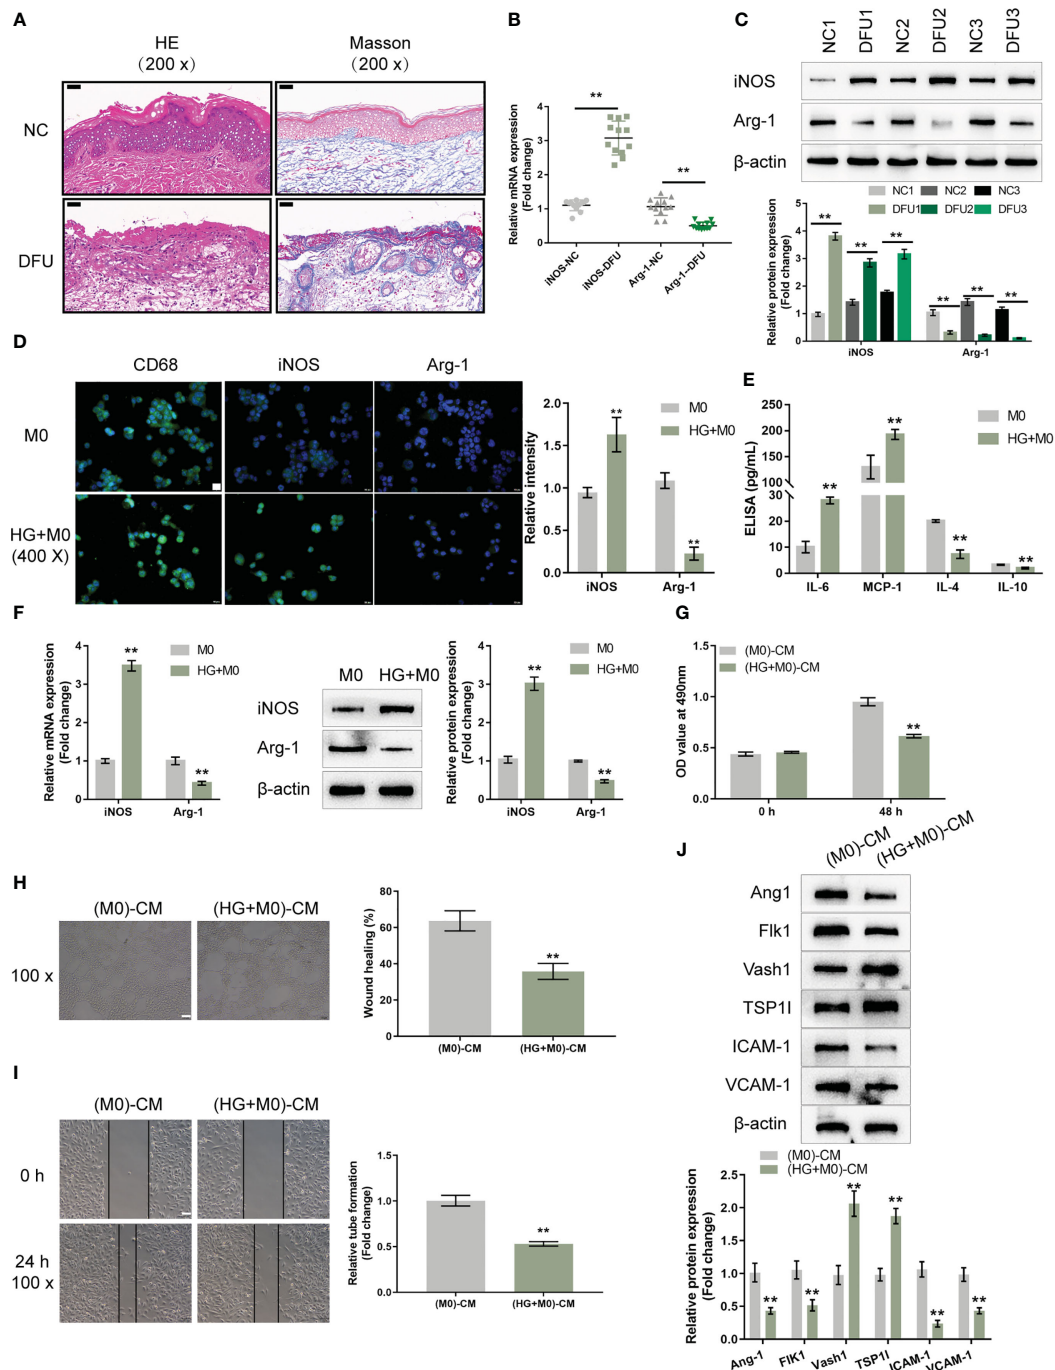 A
HE
(200 x)
Masson
(200 x)
NC
DFU
B
Relative mRNA expression
(Fold change)
4
3
2
1
0
**
**
iNOS-NC
iNOS-DFU
Arg-1-NC
Arg-1-DFU
C
NC1
DFU1
NC2
DFU2
NC3
DFU3
iNOS
Arg-1
β-actin
NC1
NC2
NC3
DFU1
DFU2
DFU3
Relative protein expression
(Fold change)
5
4
3
2
1
0
**
**
**
**
**
**
iNOS
Arg-1
D
CD68
iNOS
Arg-1
M0
HG+M0
(400 X)
Relative intensity
2.0
1.5
1.0
0.5
0.0
**
**
M0
HG+M0
iNOS
Arg-1
E
ELISA (pg/mL)
250
200
150
100
30
20
10
0
**
**
**
**
M0
HG+M0
IL-6
MCP-1
IL-4
IL-10
F
Relative mRNA expression
(Fold change)
4
3
2
1
0
**
**
M0
HG+M0
iNOS
Arg-1
M0
HG+M0
iNOS
Arg-1
β-actin
Relative protein expression
(Fold change)
4
3
2
1
0
**
**
M0
HG+M0
iNOS
Arg-1
G
OD value at 490nm
1.5
1.0
0.5
0.0
(M0)-CM
(HG+M0)-CM
**
0 h
48 h
H
(M0)-CM
(HG+M0)-CM
100 x
Wound healing (%)
80
60
40
20
0
**
(M0)-CM
(HG+M0)-CM
I
(M0)-CM
(HG+M0)-CM
0 h
24 h
100 x
Relative tube formation
(Fold change)
1.5
1.0
0.5
0.0
**
(M0)-CM
(HG+M0)-CM
J
(M0)-CM
(HG+M0)-CM
Ang1
Flk1
Vash1
TSP1I
ICAM-1
VCAM-1
β-actin
(M0)-CM
(HG+M0)-CM
Relative protein expression
(Fold change)
2.5
2.0
1.5
1.0
0.5
0.0
**
**
**
**
**
**
Ang-1
FlK1
Vash1
TSP1I
ICAM-1
VCAM-1